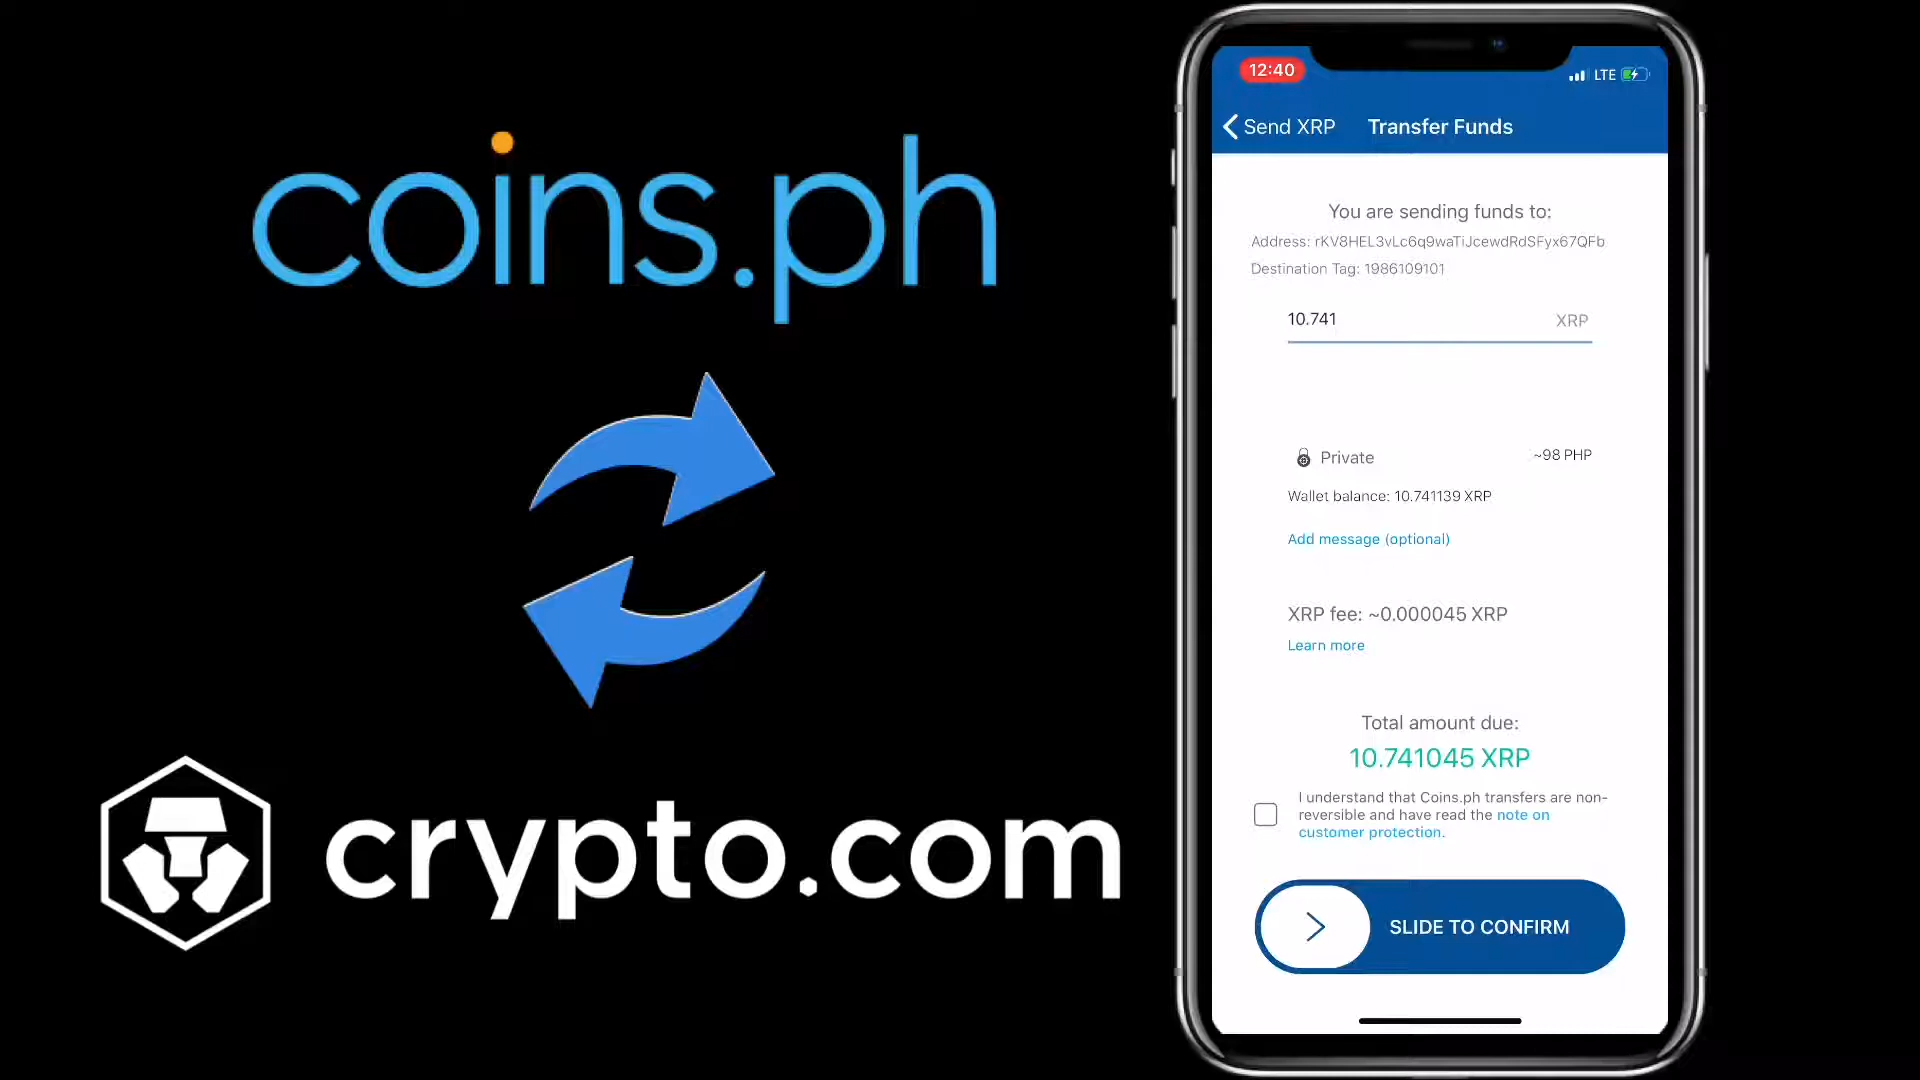 coins.ph
crypto.com
12:40
LTE
Send XRP
Transfer Funds
You are sending funds to:
Address: rKV8HEL3vLc6q9waTiJcewdRdSFyx67QFb
Destination Tag: 1986109101
10.741
XRP
Private
~98 PHP
Wallet balance: 10.741139 XRP
Add message (optional)
XRP fee: ~0.000045 XRP
Learn more
Total amount due:
10.741045 XRP
I understand that Coins.ph transfers are non-
reversible and have read the note on
customer protection.
SLIDE TO CONFIRM